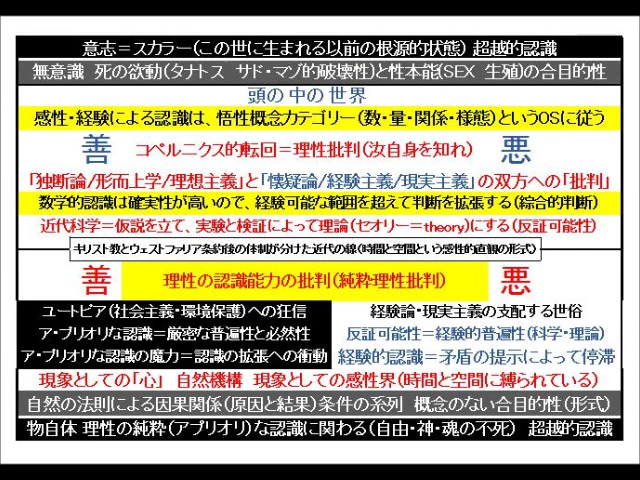 意志＝スカラー（この世に生まれる以前の根源的状態） 超越的認識
無意識 死の欲動（タナトス サド・マゾ的破壊性）と性本能（SEX 生殖）の合目的性
頭の中の世界
感性・経験による認識は、悟性概念カテゴリー（数・量・関係・様態）というOSに従う
善 コペルニクス的転回＝理性批判（汝自身を知れ） 悪
「独断論/形而上学/理想主義」と「懐疑論/経験主義/現実主義」の双方への「批判」
数学的認識は確実性が高いので、経験可能な範囲を超えて判断を拡張する（綜合的判断）
近代科学＝仮説を立て、実験と検証によって理論（セオリー＝theory）にする（反証可能性）
キリスト教とウェストファリア条約後の体制が分けた近代の線（時間と空間という感性的直観の形式）
善 理性の認識能力の批判（純粋理性批判） 悪
ユートピア（社会主義・環境保護）への狂信 経験論・現実主義の支配する世俗
ア・プリオリな認識＝厳密な普遍性と必然性 反証可能性＝経験的普遍性（科学・理論）
ア・プリオリな認識の魔力＝認識の拡張への衝動 経験的認識＝矛盾の提示によって停滞
現象としての「心」 自然機構 現象としての感性界（時間と空間に縛られている）
自然の法則による因果関係（原因と結果）条件の系列 概念のない合目的性（形式）
物自体 理性の純粋（アプリオリ）な認識に関わる（自由・神・魂の不死） 超越的認識